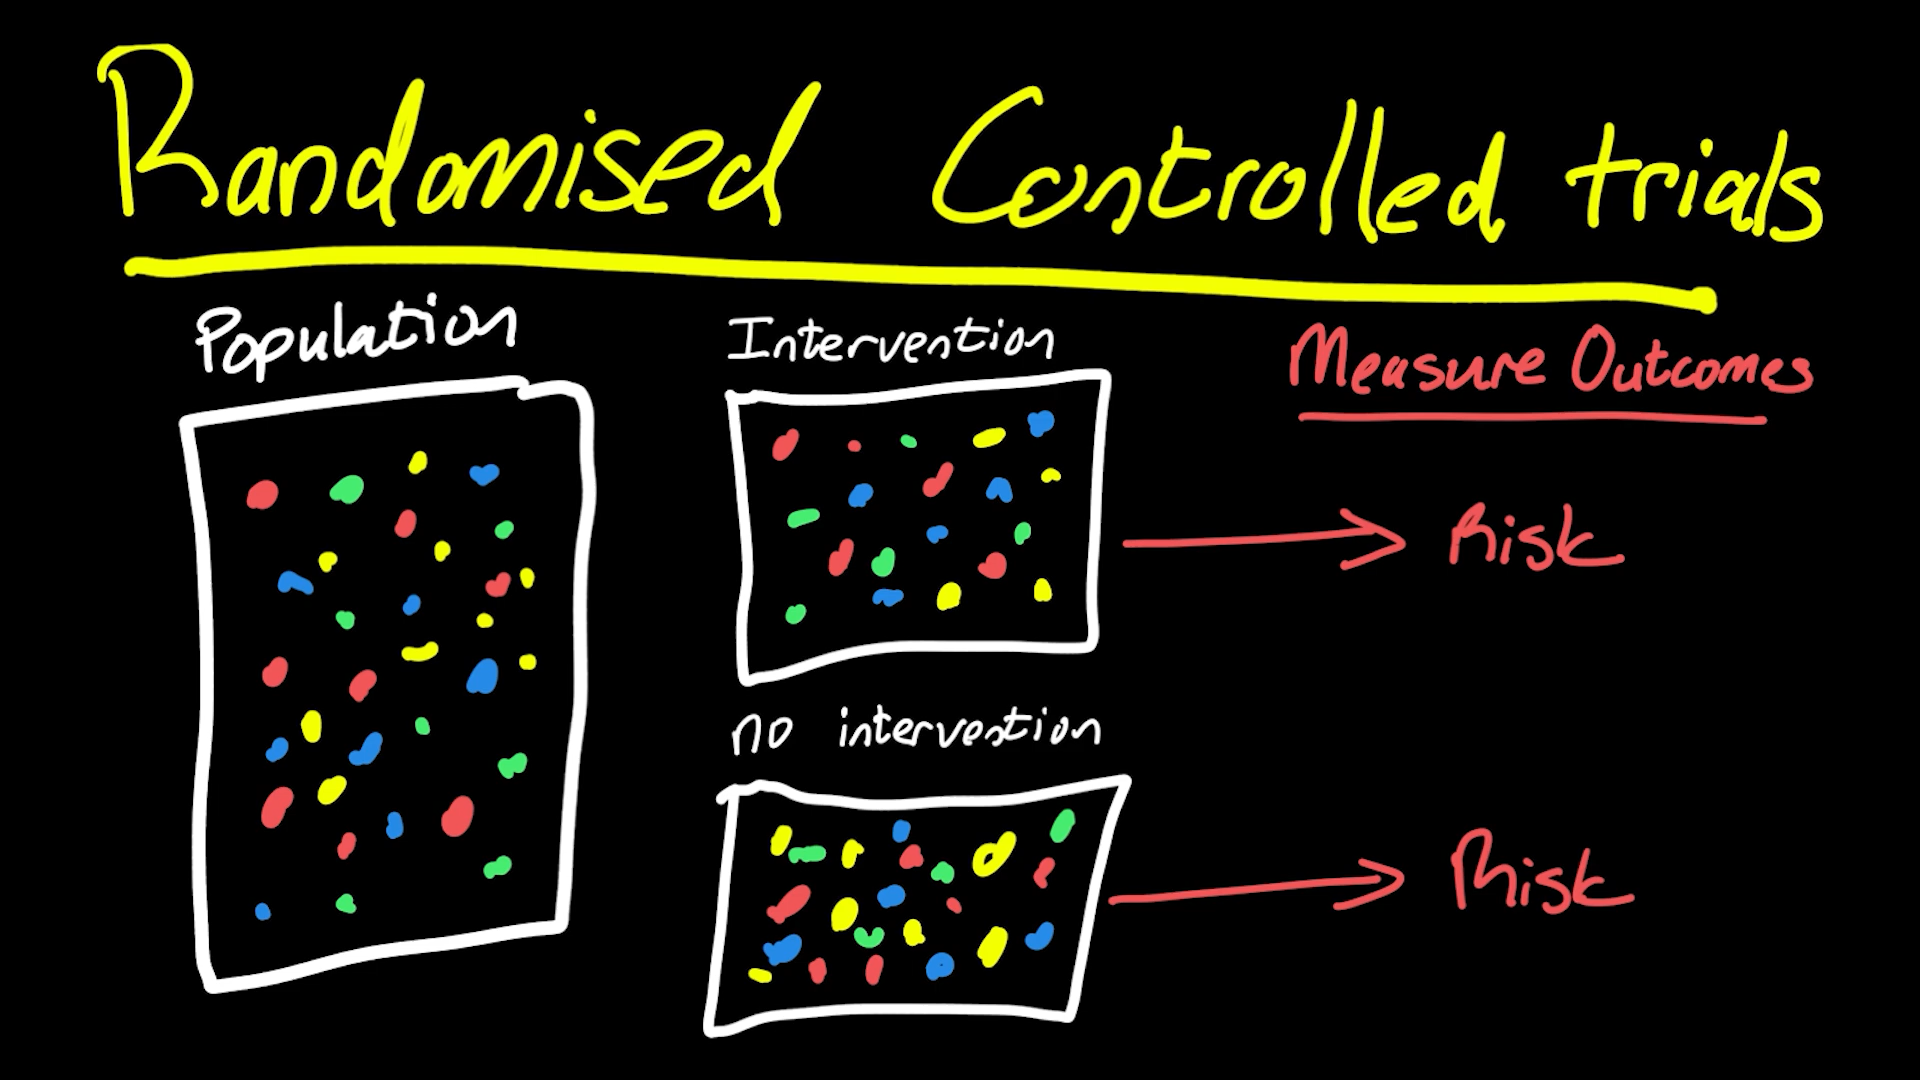 Randomised Controlled trials
Population
Intervention
Measure Outcomes
Risk
no intervention
Risk